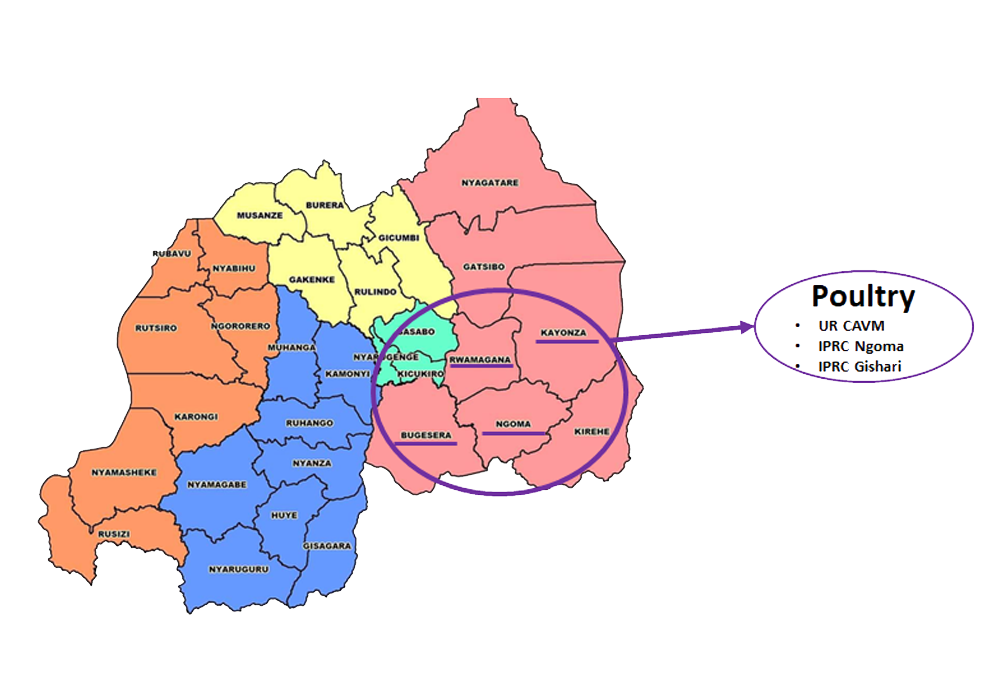 NYAGATARE
BURERA
MUSANZE
GICUMBI
RUBAVU
NYABIHU
GATSIBO
GAKENKE
RULINDO
RUTSIRO
NGORORERO
GASABO
KAYONZA
MUHANGA
NYARUGENGE
RWAMAGANA
KAMONYI
KICUKIRO
KARONGI
RUHANGO
NGOMA
BUGESERA
KIREHE
NYANZA
NYAMASHEKE
NYAMAGABE
HUYE
RUSIZI
GISAGARA
NYARUGURU
Poultry
• UR CAVM
• IPRC Ngoma
• IPRC Gishari